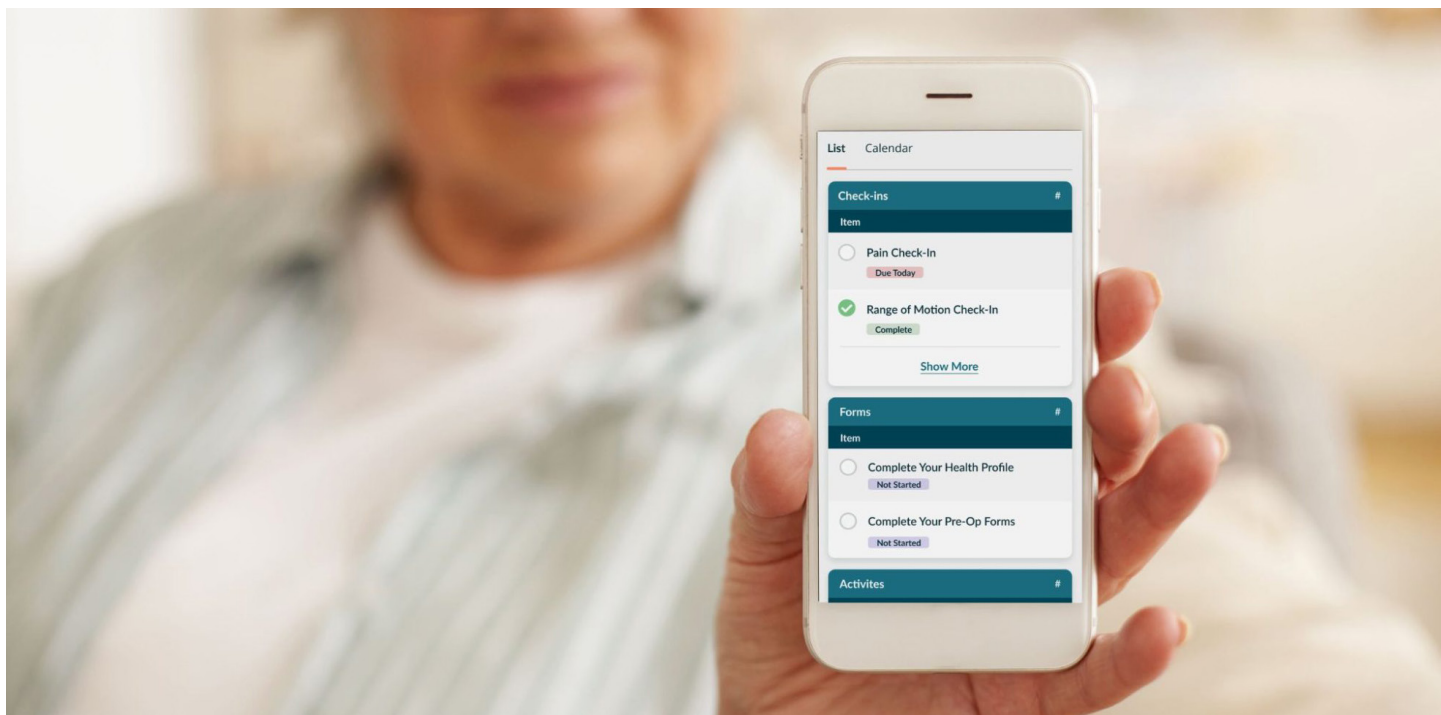 List Calendar
Check-ins #
Item
Pain Check-In
Due Today
Range of Motion Check-In
Complete
Show More
Forms #
Item
Complete Your Health Profile
Not Started
Complete Your Pre-Op Forms
Not Started
Activites #